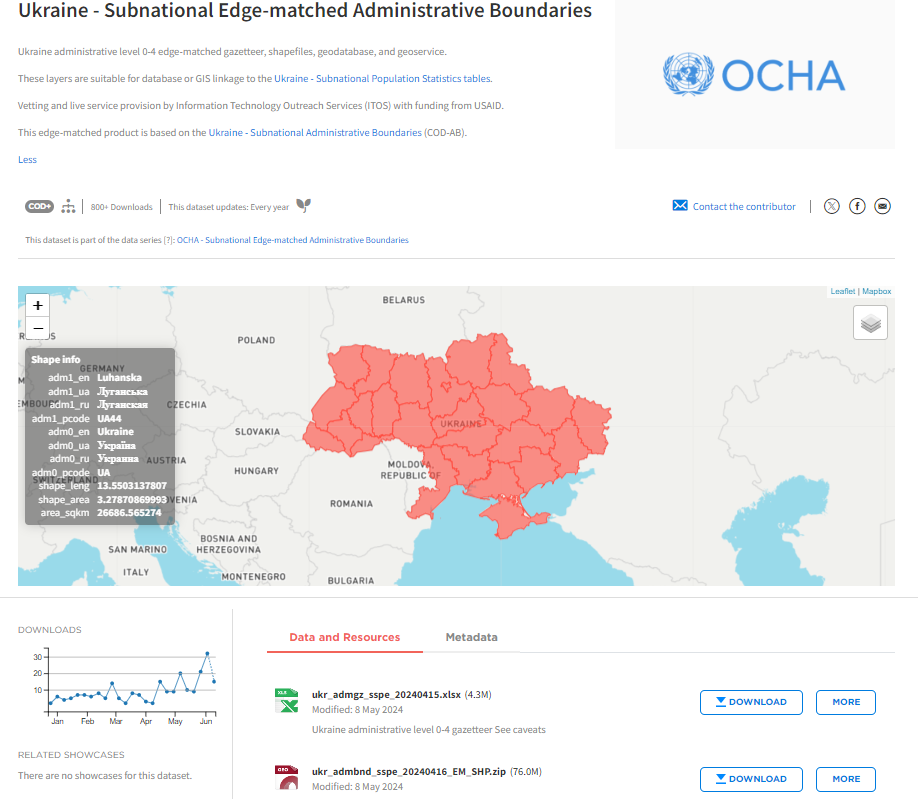 Ukraine - Subnational Edge-matched Administrative Boundaries
Ukraine administrative level 0-4 edge-matched gazetteer, shapefiles, geodatabase, and geoservice.
These layers are suitable for database or GIS linkage to the Ukraine - Subnational Population Statistics tables.
Vetting and live service provision by Information Technology Outreach Services (ITOS) with funding from USAID.
This edge-matched product is based on the Ukraine - Subnational Administrative Boundaries (COD-AB).
Less
OCHA
COD+ 800+ Downloads This dataset updates: Every year
Contact the contributor
This dataset is part of the data series [?]: OCHA - Subnational Edge-matched Administrative Boundaries
+
−
Leaflet | Mapbox
Shape info
adm1_en Luhanska
adm1_ua Луганська
adm1_ru Луганская
adm1_pcode UA44
adm0_en Ukraine
adm0_ua Україна
adm0_ru Украина
adm0_pcode UA
shape_leng 13.5503137807
shape_area 3.27870869993
area_sqkm 26686.565274
BELARUS
POLAND
GERMANY
CZECHIA
SLOVAKIA
UKRAINE
AUSTRIA
HUNGARY
MOLDOVA,
REPUBLIC OF
SWITZERLAND
ROMANIA
BOSNIA AND
HERZEGOVINA
SAN MARINO
ITALY
MONTENEGRO
BULGARIA
DOWNLOADS
30
20
10
Jan Feb Mar Apr May Jun
RELATED SHOWCASES
There are no showcases for this dataset.
Data and Resources Metadata
XLS
ukr_admgz_sspe_20240415.xlsx (4.3M)
Modified: 8 May 2024
Ukraine administrative level 0-4 gazetteer See caveats
DOWNLOAD MORE
GEO
ukr_admbnd_sspe_20240416_EM_SHP.zip (76.0M)
Modified: 8 May 2024
DOWNLOAD MORE